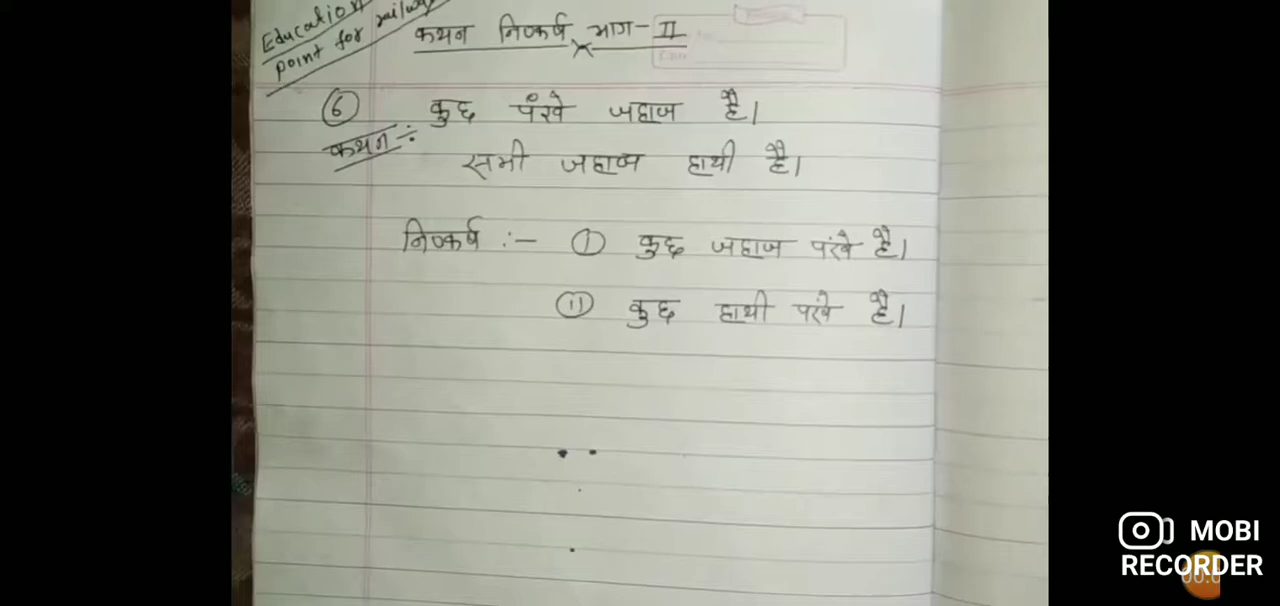 Education
point for railway
कथन निष्कर्ष भाग - II
6 कुछ पंखे जहाज है।
कथन ÷ सभी जहाज हाथी है।
निष्कर्ष :- I कुछ जहाज पंखे है।
II कुछ हाथी पंखे है।
MOBI
RECORDER